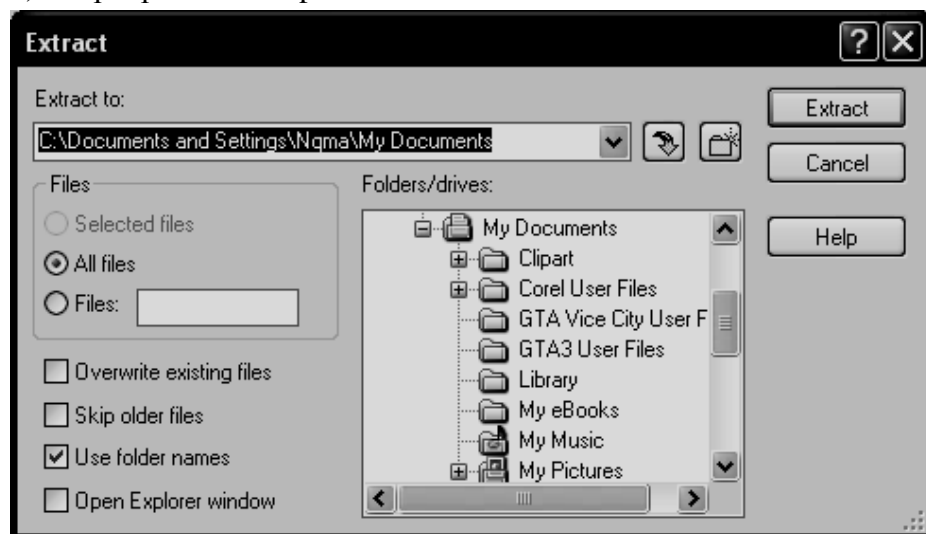 Extract
Extract to:
C:\Documents and Settings\Nqma\My Documents
Extract
Cancel
Help
Files
Selected files
All files
Files:
Overwrite existing files
Skip older files
Use folder names
Open Explorer window
Folders/drives:
My Documents
Clipart
Corel User Files
GTA Vice City User F
GTA3 User Files
Library
My eBooks
My Music
My Pictures